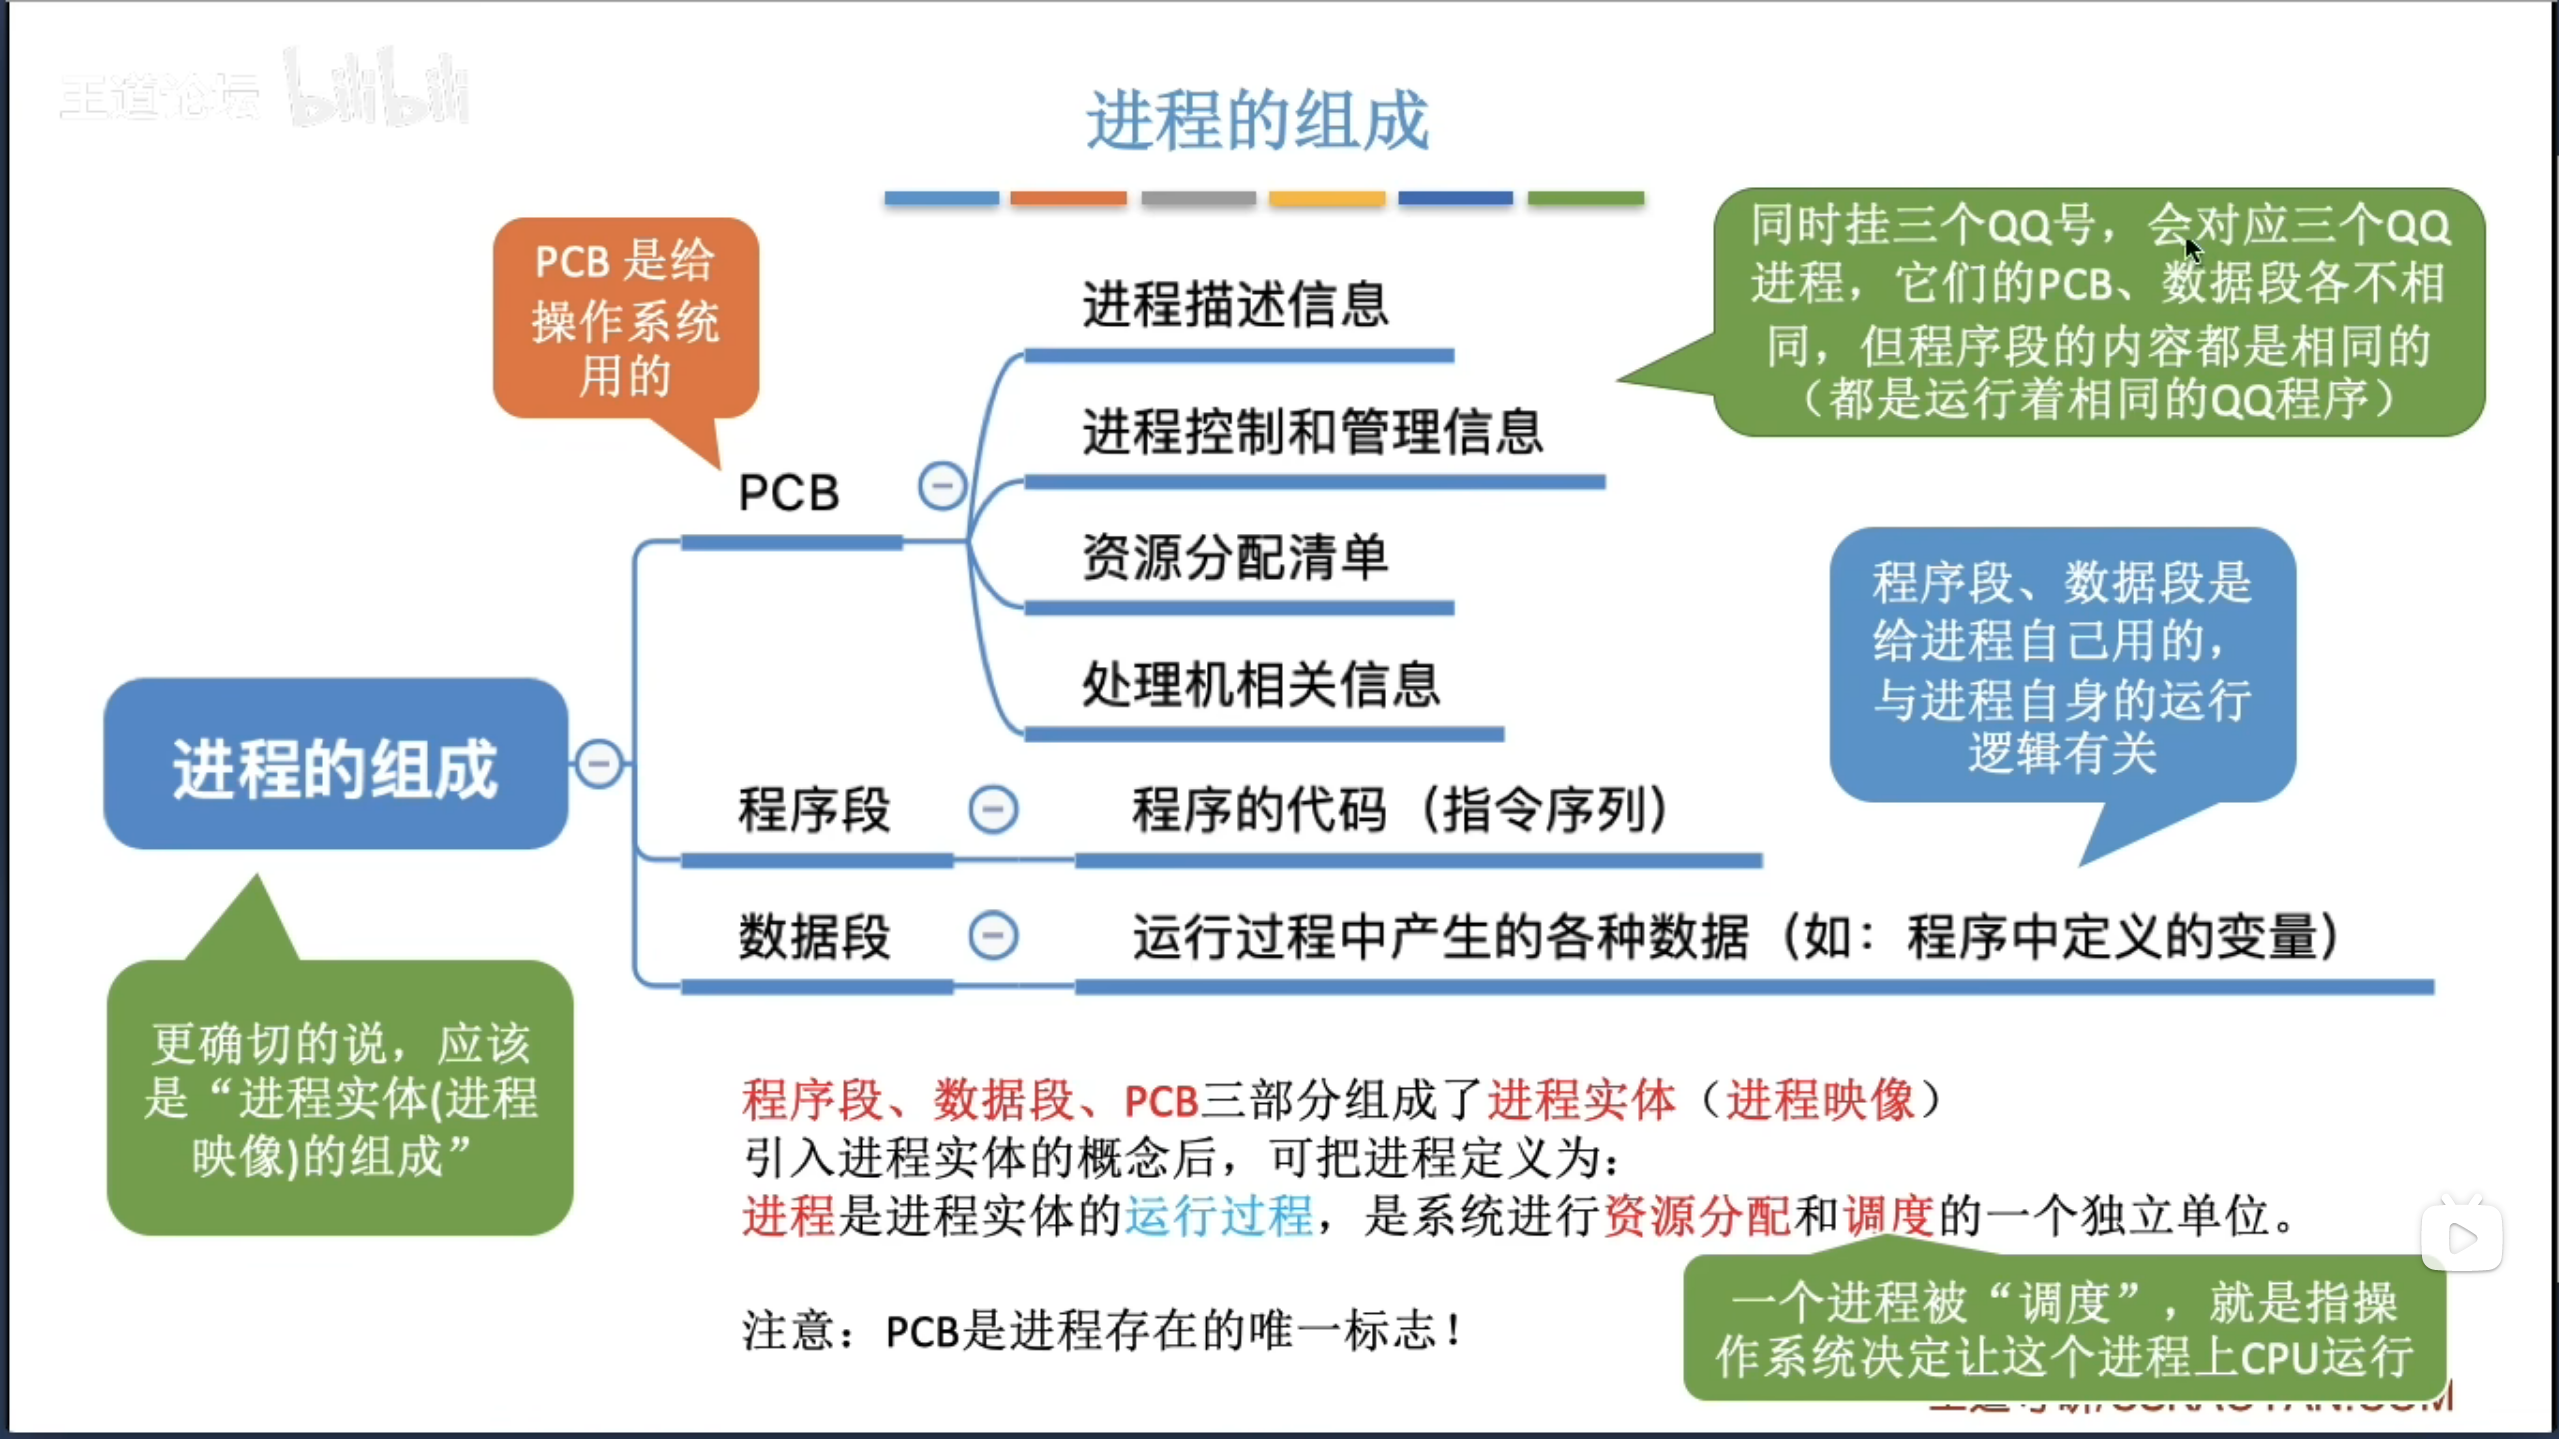 王道论坛 bilibili
进程的组成
PCB 是给
操作系统
用的
同时挂三个QQ号，会对应三个QQ
进程，它们的PCB、数据段各不相
同，但程序段的内容都是相同的
（都是运行着相同的QQ程序）
进程描述信息
进程控制和管理信息
PCB
资源分配清单
处理机相关信息
程序段、数据段是
给进程自己用的，
与进程自身的运行
逻辑有关
进程的组成
程序段 程序的代码（指令序列）
数据段 运行过程中产生的各种数据（如：程序中定义的变量）
更确切的说，应该
是“进程实体(进程
映像)的组成”
程序段、数据段、PCB三部分组成了进程实体（进程映像）
引入进程实体的概念后，可把进程定义为：
进程是进程实体的运行过程，是系统进行资源分配和调度的一个独立单位。
注意：PCB是进程存在的唯一标志！
一个进程被“调度”，就是指操
作系统决定让这个进程上CPU运行